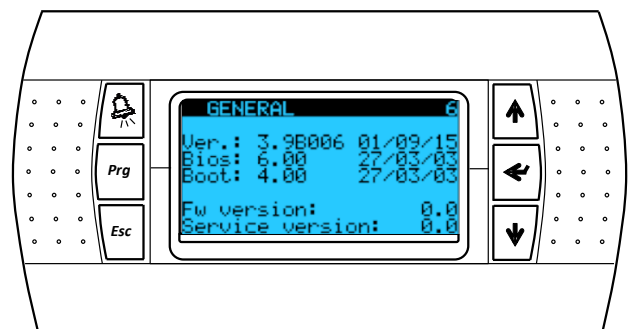 GENERAL 6
Ver.: 3.9B006 01/09/15
Bios: 6.00 27/03/03
Boot: 4.00 27/03/03
Fw version: 0.0
Service version: 0.0
Prg
Esc